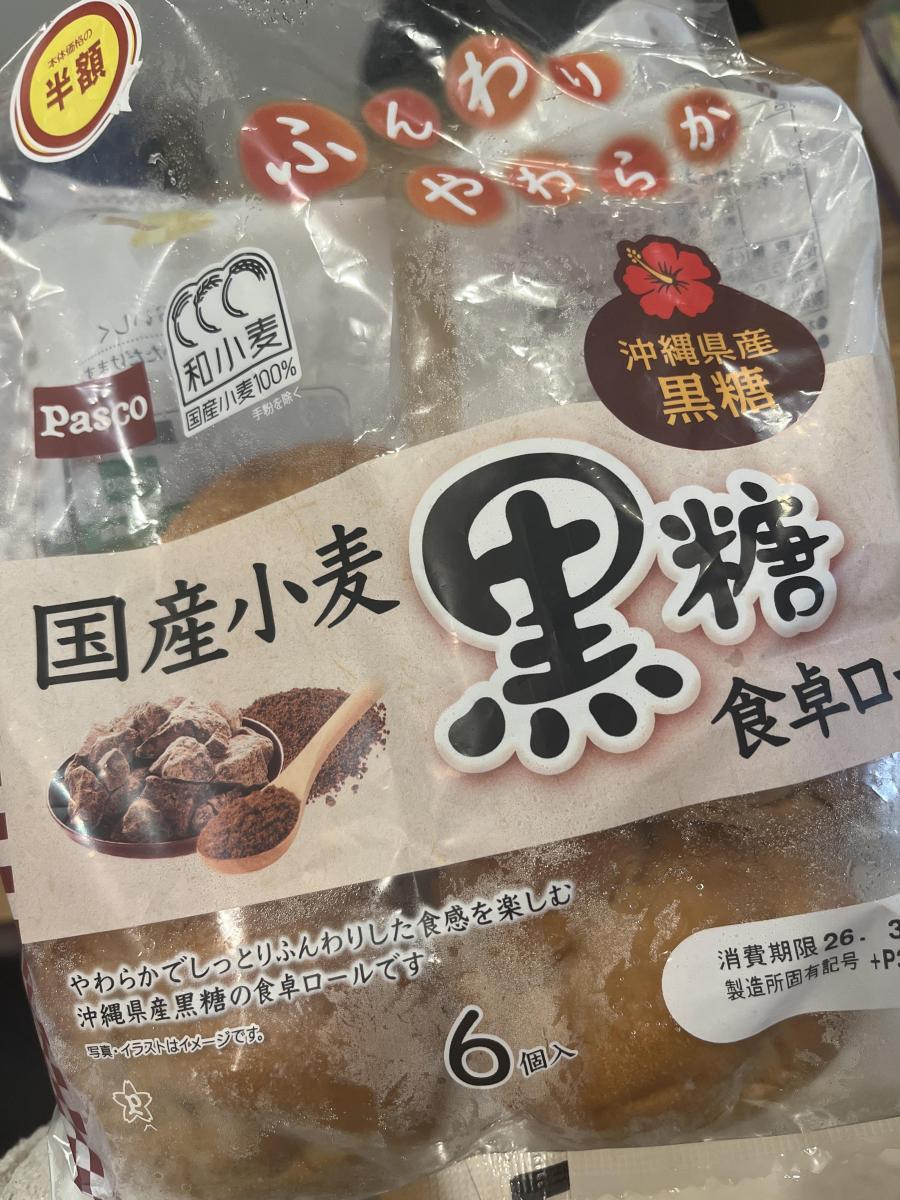 本体価格の
半額
ふんわり
やわらか
和小麦
国産小麦100%
手粉を除く
Pasco
沖縄県産
黒糖
国産小麦
黒糖
食卓ロー
やわらかでしっとりふんわりした食感を楽しむ
沖縄県産黒糖の食卓ロールです
写真・イラストはイメージです。
6個入
消費期限 26. 3
製造所固有記号 +P